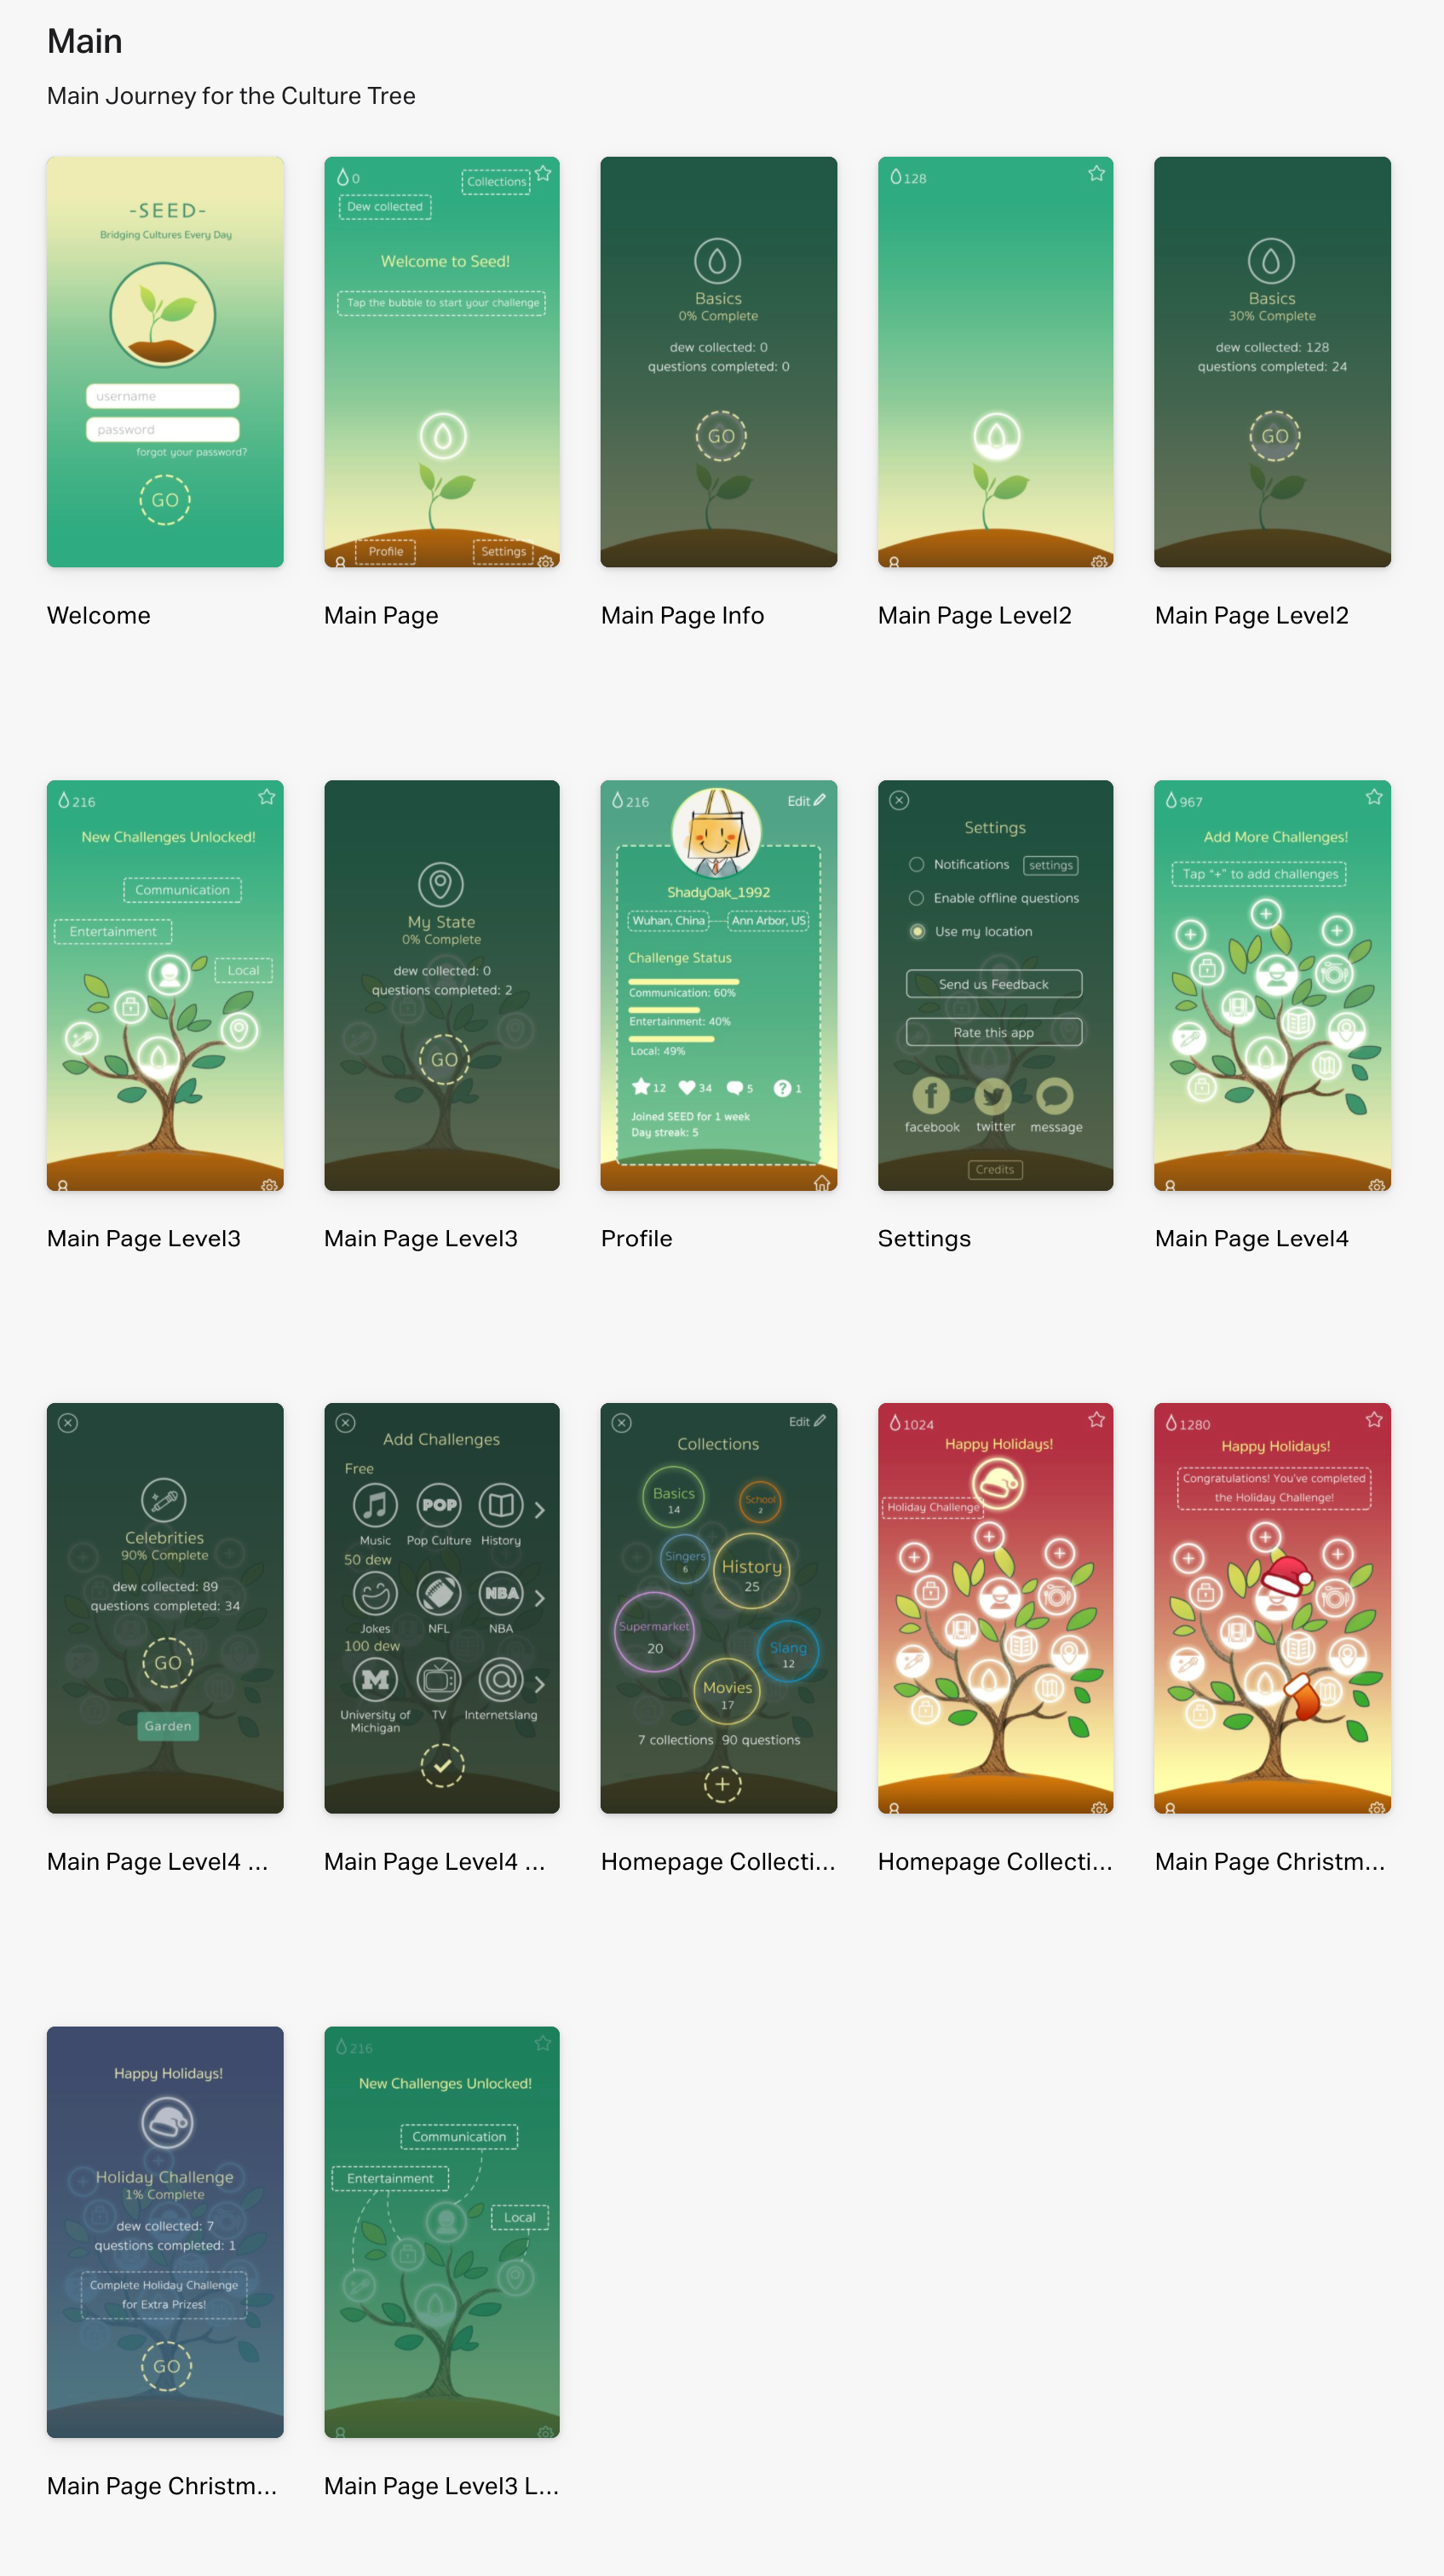 Main
Main Journey for the Culture Tree
-SEED-
Bridging Cultures Every Day
username
password
forgot your password?
GO
Welcome
0
Collections
Dew collected
Welcome to Seed!
Tap the bubble to start your challenge
Profile
Settings
Main Page
Basics
0% Complete
dew collected: 0
questions completed: 0
GO
Main Page Info
128
Main Page Level2
Basics
30% Complete
dew collected: 128
questions completed: 24
GO
Main Page Level2
216
New Challenges Unlocked!
Communication
Entertainment
Local
Main Page Level3
My State
0% Complete
dew collected: 0
questions completed: 2
GO
Main Page Level3
216
Edit
ShadyOak_1992
Wuhan, China
Ann Arbor, US
Challenge Status
Communication: 60%
Entertainment: 40%
Local: 49%
12 34 5 ? 1
Joined SEED for 1 week
Day streak: 5
Profile
Settings
Notifications settings
Enable offline questions
Use my location
Send us Feedback
Rate this app
facebook twitter message
Credits
Settings
967
Add More Challenges!
Tap "+" to add challenges
Main Page Level4
Celebrities
90% Complete
dew collected: 89
questions completed: 34
GO
Garden
Main Page Level4 ...
Add Challenges
Free
POP
Music Pop Culture History
50 dew
NBA
Jokes NFL NBA
100 dew
M @
University of Michigan TV Internetslang
Main Page Level4 ...
Edit
Collections
Basics
14
School
2
Singers
6
History
25
Supermarket
20
Slang
12
Movies
17
7 collections 90 questions
Homepage Collecti...
1024
Happy Holidays!
Holiday Challenge
Homepage Collecti...
1280
Happy Holidays!
Congratulations! You've completed
the Holiday Challenge!
Main Page Christm...
Happy Holidays!
Holiday Challenge
1% Complete
dew collected: 7
questions completed: 1
Complete Holiday Challenge
for Extra Prizes!
GO
Main Page Christm...
216
New Challenges Unlocked!
Communication
Entertainment
Local
Main Page Level3 L...